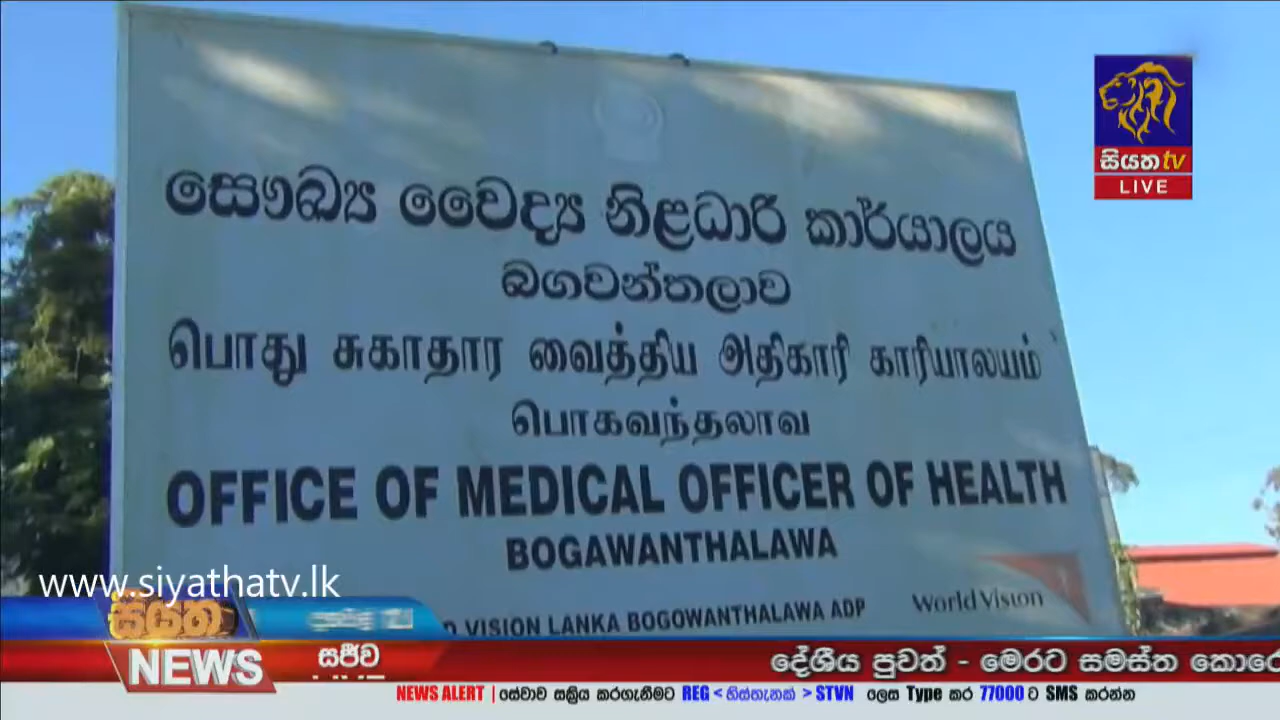 සියත tv
LIVE
සෞඛ්‍ය වෛද්‍ය නිළධාරි කාර්යාලය
බගවන්තලාව
பொது சுகாதார வைத்திய அதிகாரி காரியாலயம்
பொகவந்தலாவ
OFFICE OF MEDICAL OFFICER OF HEALTH
BOGAWANTHALAWA
VISION LANKA BOGOWANTHALAWA ADP
World Vision
www.siyathatv.lk
සියත
NEWS
සජීව
දේශීය පුවත් - මෙරට සමස්ත කොරෝ
NEWS ALERT | සේවාව සක්‍රිය කරගැනීමට REG < හිස්තැනක් > STVN ලෙස Type කර 77000 ට SMS කරන්න